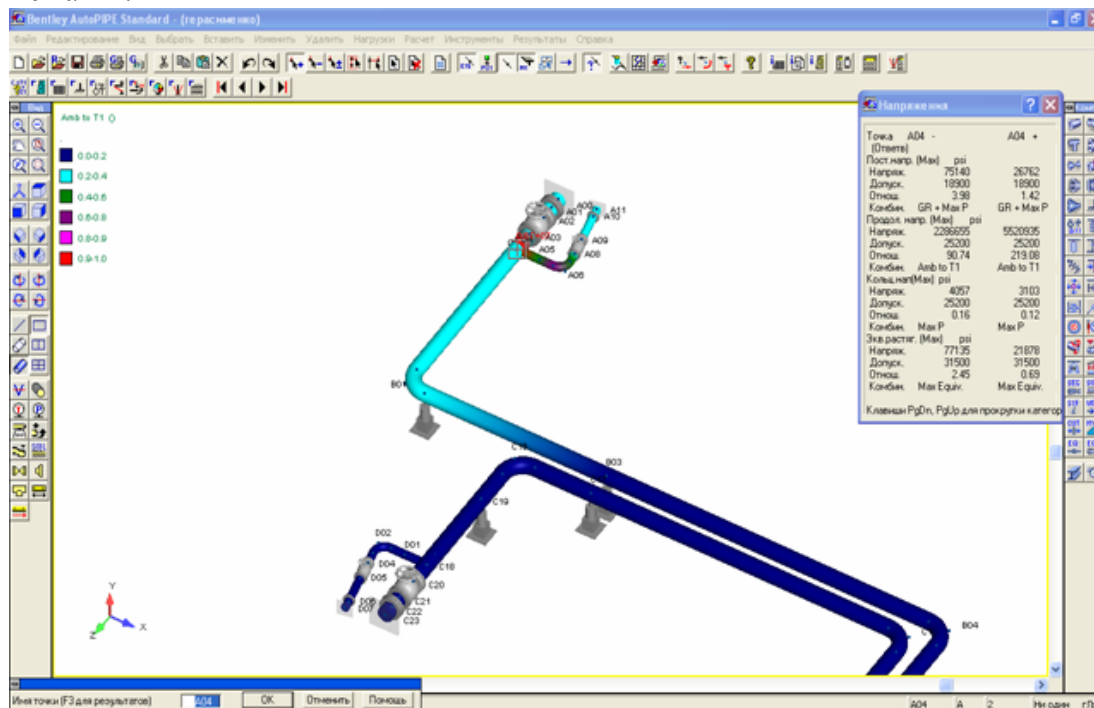 Bentley AutoPIPE Standard - (герасименко)
Файл Редактирование Вид Выбрать Вставить Изменить Удалить Нагрузки Расчет Инструменты Результаты Справка
Вид
Amb to T1 ()
0.0-0.2
0.2-0.4
0.4-0.6
0.6-0.8
0.8-0.9
0.9-1.0
Напряжения
Точка A04 - A04 +
(Ответв)
Пост.напр. (Max) psi
Напряж. 75140 26762
Допуск. 18900 18900
Отнош. 3.98 1.42
Комбин. GR + Max P GR + Max P
Продол. напр. (Max) psi
Напряж. 2286655 5520935
Допуск. 25200 25200
Отнош. 90.74 219.08
Комбин. Amb to T1 Amb to T1
Кольц.нап(Max) psi
Напряж. 4057 3103
Допуск. 25200 25200
Отнош. 0.16 0.12
Комбин. Max P Max P
Экв.растяг. (Max) psi
Напряж. 77135 21878
Допуск. 31500 31500
Отнош. 2.45 0.69
Комбин. Max Equiv. Max Equiv.
Клавиши PgDn, PgUp для прокрутки категор
A00
A01
A02
A03
A11
A10
A09
A08
A05
A06
B03
C19
D02
D01
D04
D05
C18
C20
C21
C22
C23
B04
Y
X
Z
Имя точки (F3 для результатов) A04 OK Отменить Помощь
A04 A 2 Ни один